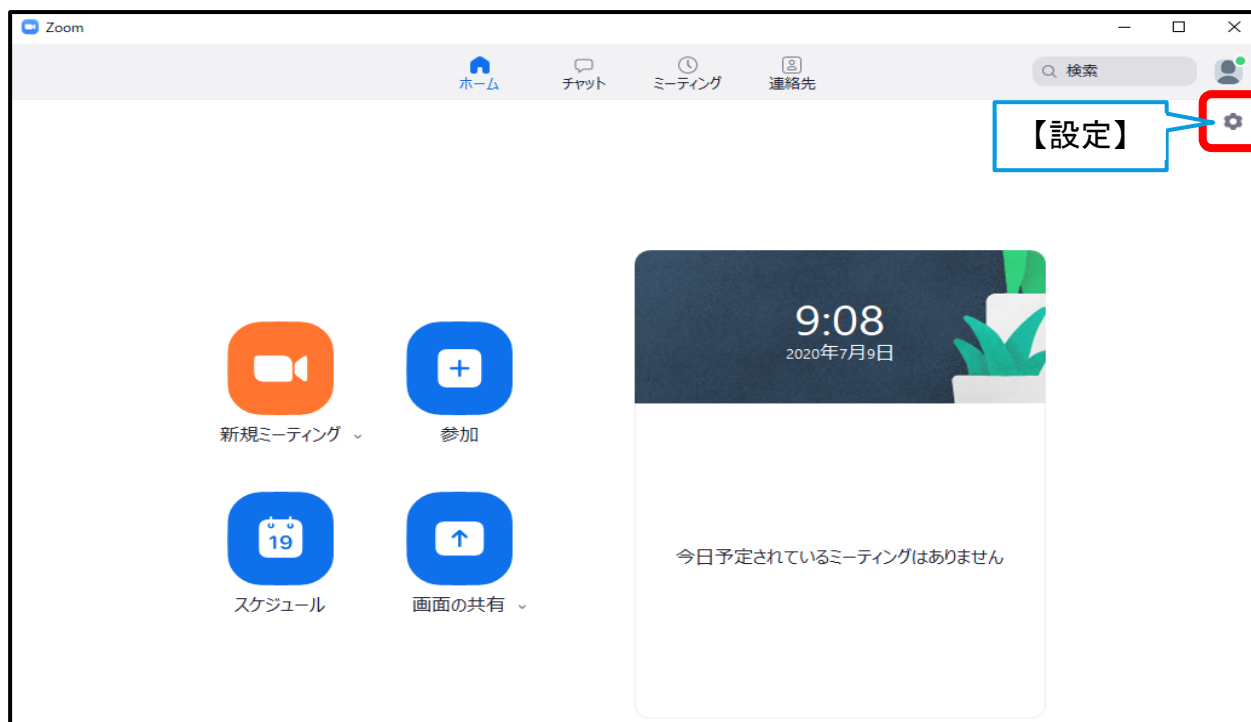 Zoom
ホーム
チャット
ミーティング
連絡先
検索
【設定】
9:08
2020年7月9日
新規ミーティング
参加
19
スケジュール
画面の共有
今日予定されているミーティングはありません